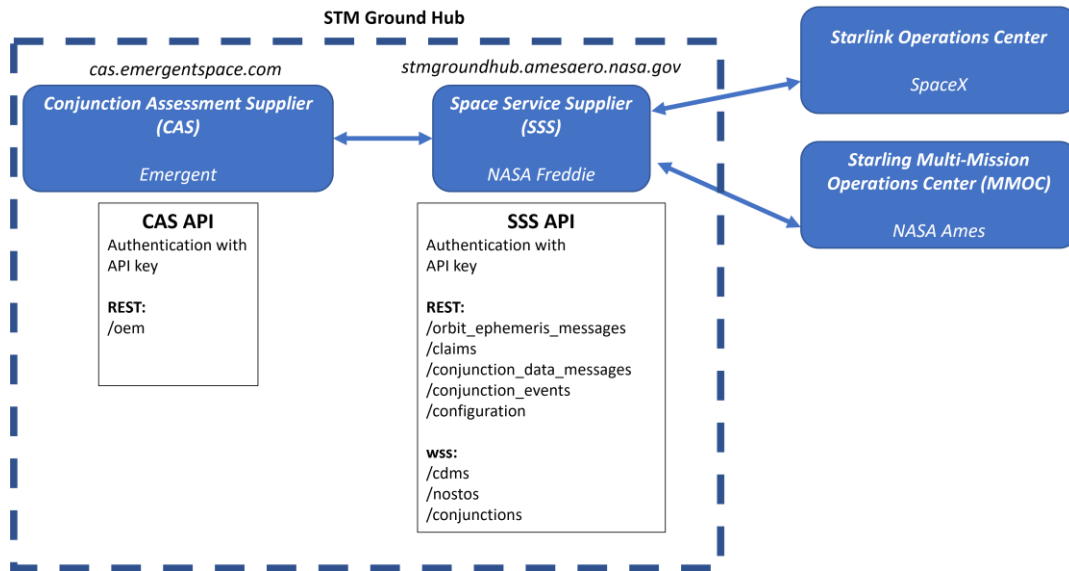 STM Ground Hub
cas.emergentspace.com
Conjunction Assessment Supplier
(CAS)
Emergent
stmgroundhub.amesaero.nasa.gov
Space Service Supplier
(SSS)
NASA Freddie
Starlink Operations Center
SpaceX
Starling Multi-Mission
Operations Center (MMOC)
NASA Ames
CAS API
Authentication with
API key
REST:
/oem
SSS API
Authentication with
API key
REST:
/orbit_ephemeris_messages
/claims
/conjunction_data_messages
/conjunction_events
/configuration
wss:
/cdms
/nostos
/conjunctions